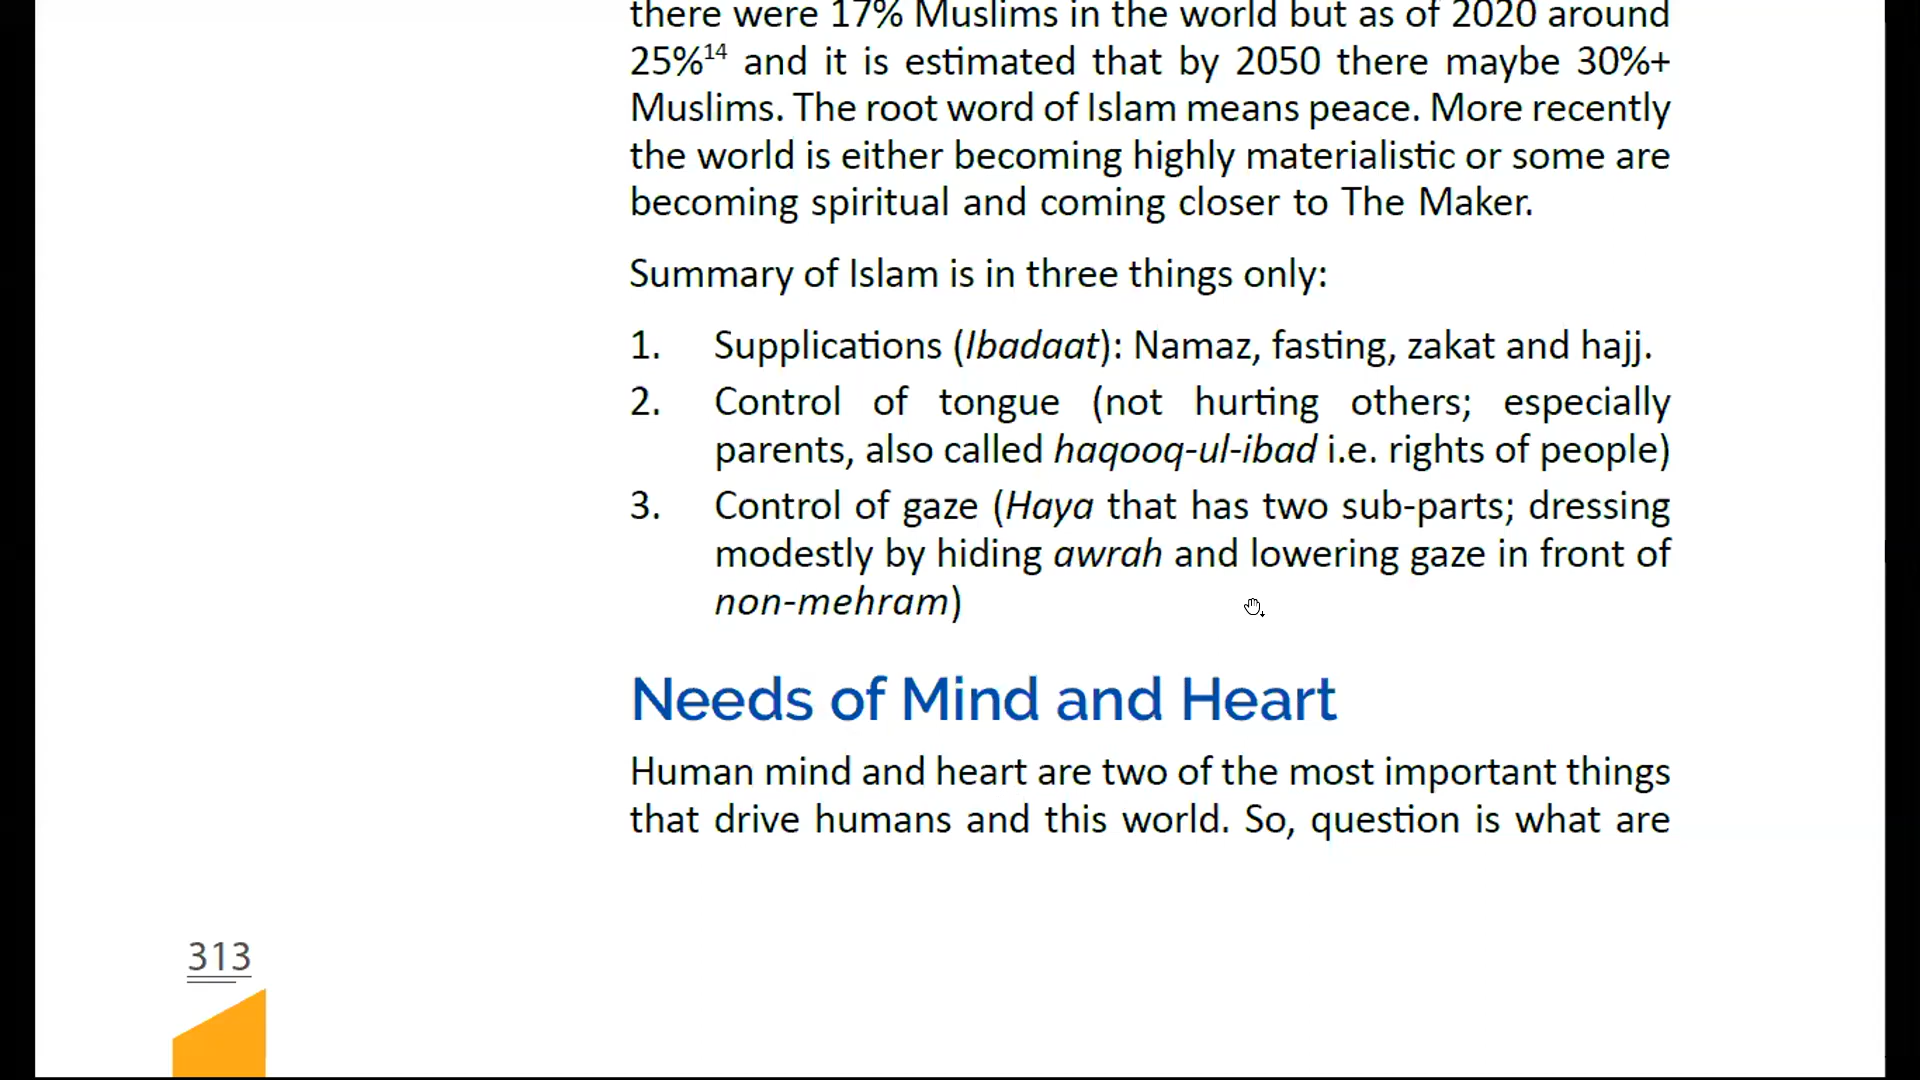 there were 17% Muslims in the world but as of 2020 around
25%14 and it is estimated that by 2050 there maybe 30%+
Muslims. The root word of Islam means peace. More recently
the world is either becoming highly materialistic or some are
becoming spiritual and coming closer to The Maker.
Summary of Islam is in three things only:
1. Supplications (Ibadaat): Namaz, fasting, zakat and hajj.
2. Control of tongue (not hurting others; especially
parents, also called haqooq-ul-ibad i.e. rights of people)
3. Control of gaze (Haya that has two sub-parts; dressing
modestly by hiding awrah and lowering gaze in front of
non-mehram)
Needs of Mind and Heart
Human mind and heart are two of the most important things
that drive humans and this world. So, question is what are
313